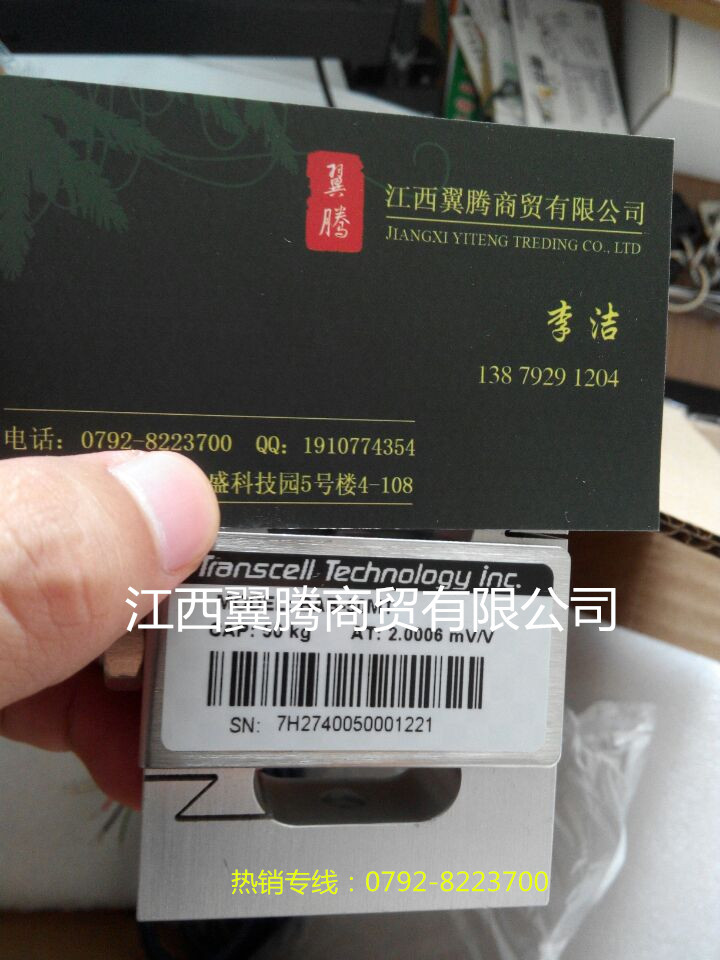 翼腾
江西翼腾商贸有限公司
JIANGXI YITENG TREDING CO., LTD
李洁
138 7929 1204
电话：0792-8223700 QQ：1910774354
盛科技园5号楼4-108
Transcell Technology inc.
江西翼腾商贸有限公司
CAP: 50 kg AT: 2.0006 mV/V
SN: 7H2740050001221
热销专线：0792-8223700